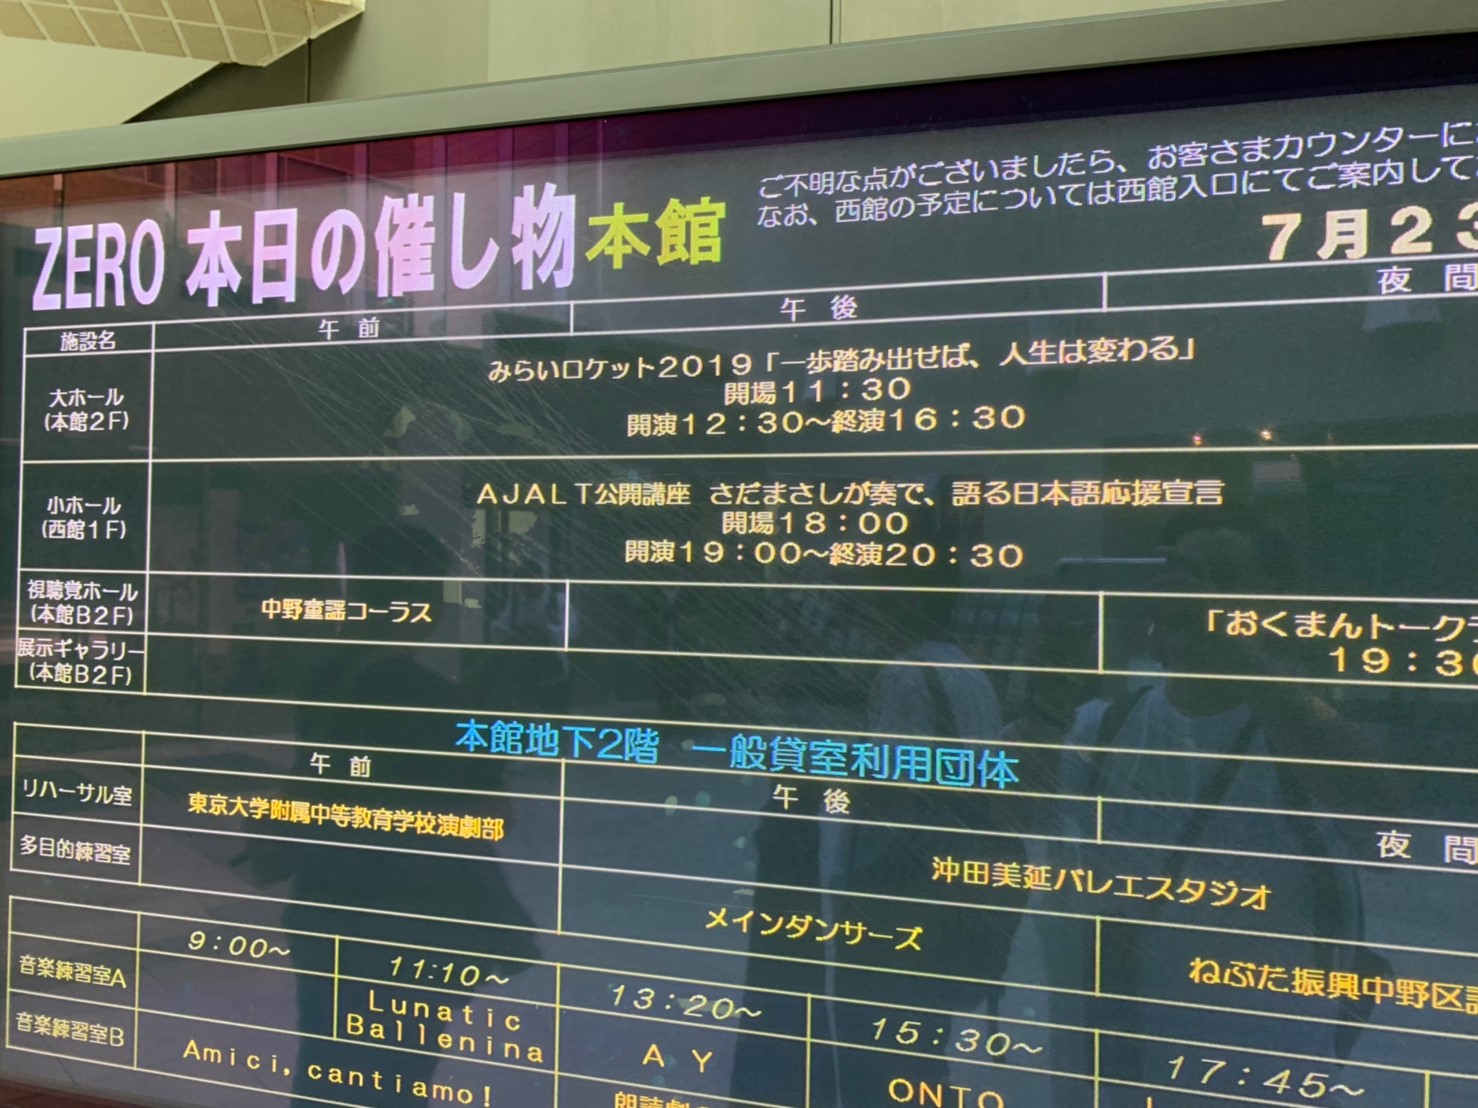 ご不明な点がございましたら、お客さまカウンターに
なお、西館の予定については西館入口にてご案内して
ZERO 本日の催し物 本館
7月23
施設名 午前 午後 夜間
大ホール
(本館2F)
みらいロケット2019「一歩踏み出せば、人生は変わる」
開場11:30
開演12:30〜終演16:30
小ホール
(西館1F)
AJALT公開講座 さだまさしが奏で、語る日本語応援宣言
開場18:00
開演19:00〜終演20:30
視聴覚ホール
(本館B2F)
中野童謡コーラス
「おくまんトーク
19:30
展示ギャラリー
(本館B2F)
本館地下2階 一般貸室利用団体
午前 午後 夜間
リハーサル室 東京大学附属中等教育学校演劇部 沖田美延バレエスタジオ
多目的練習室 メインダンサーズ ねぶた振興中野区
9:00〜 11:10〜 13:20〜 15:30〜 17:45〜
音楽練習室A
Lunatic
Ballenina
AY
ONTO
音楽練習室B Amici,cantiamo! 朗読劇